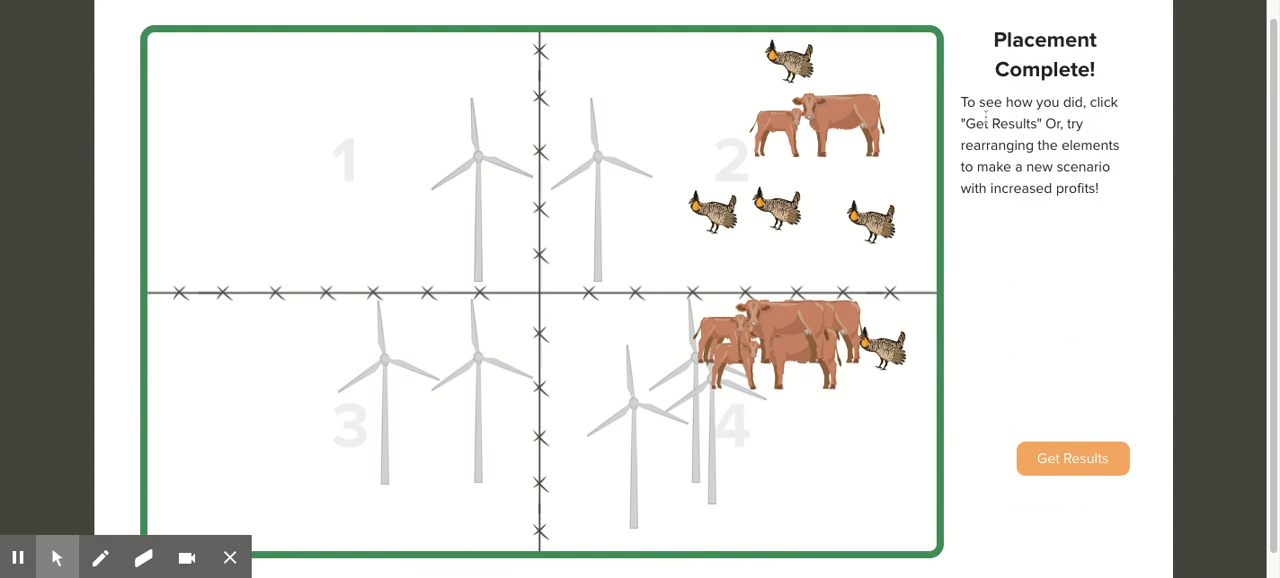 Placement
Complete!
To see how you did, click
"Get Results" Or, try
rearranging the elements
to make a new scenario
with increased profits!
1
2
3
4
Get Results